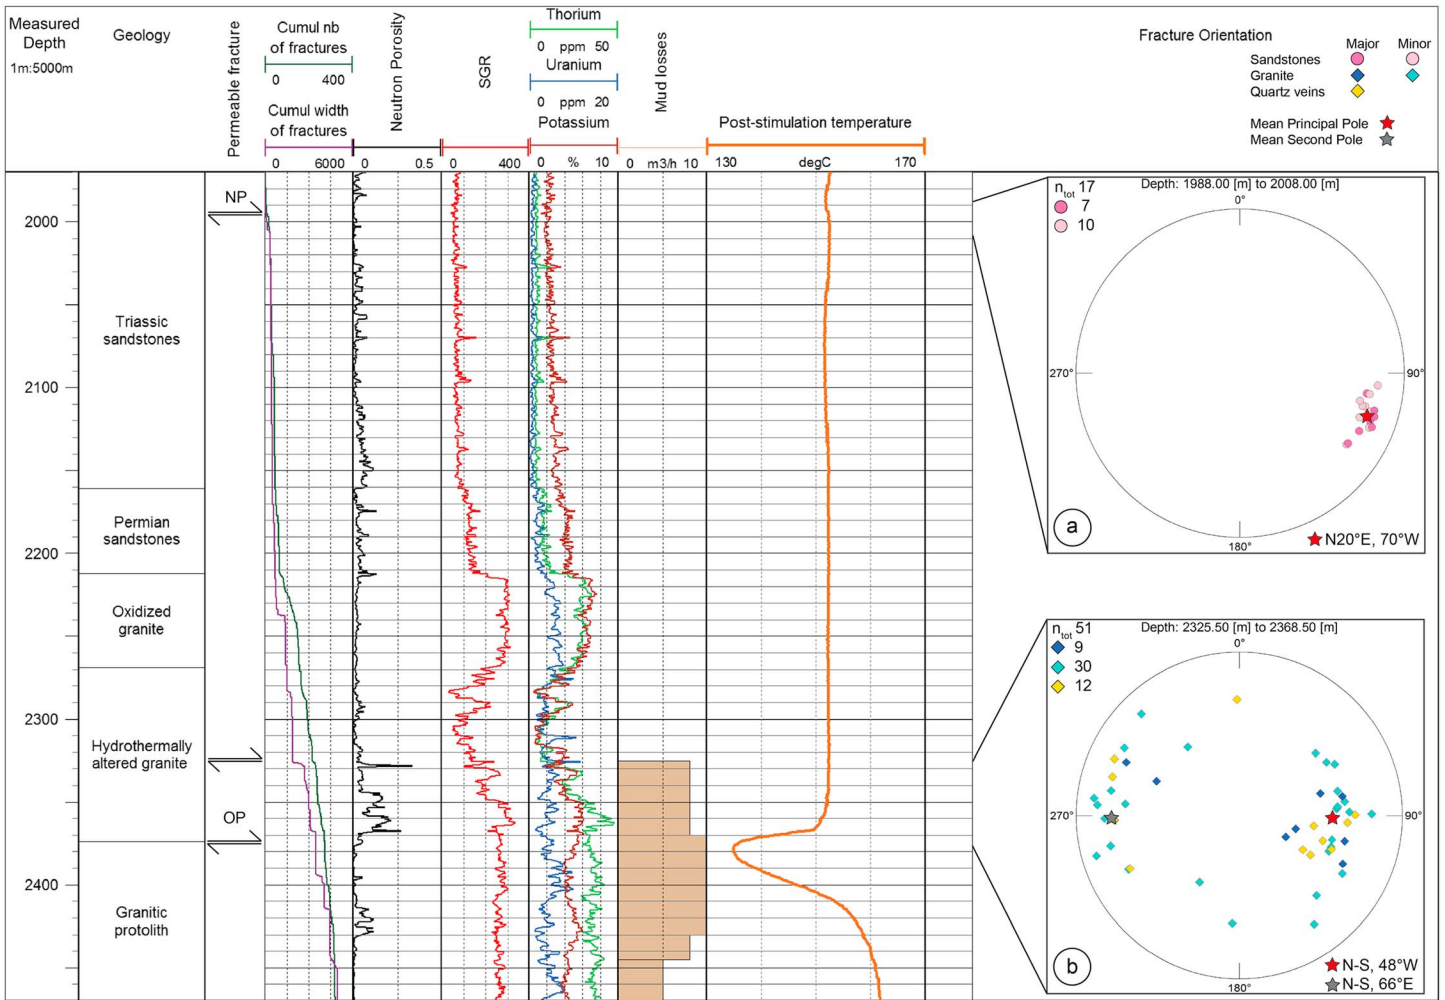 Measured
Depth
1m:5000m
Geology
Permeable fracture
Cumul nb
of fractures
0 400
Cumul width
of fractures
0 6000
Neutron Porosity
0 0.5
SGR
0 400
Thorium
0 ppm 50
Uranium
0 ppm 20
Potassium
0 % 10
Mud losses
0 m3/h 10
Post-stimulation temperature
130 degC 170
Fracture Orientation
Major Minor
Sandstones
Granite
Quartz veins
Mean Principal Pole
Mean Second Pole
2000
2100
2200
2300
2400
Triassic
sandstones
Permian
sandstones
Oxidized
granite
Hydrothermally
altered granite
Granitic
protolith
NP
OP
ntot 17
7
10
Depth: 1988.00 [m] to 2008.00 [m]
0°
270°
90°
180°
a
N20°E, 70°W
ntot 51
9
30
12
Depth: 2325.50 [m] to 2368.50 [m]
0°
270°
90°
180°
b
N-S, 48°W
N-S, 66°E